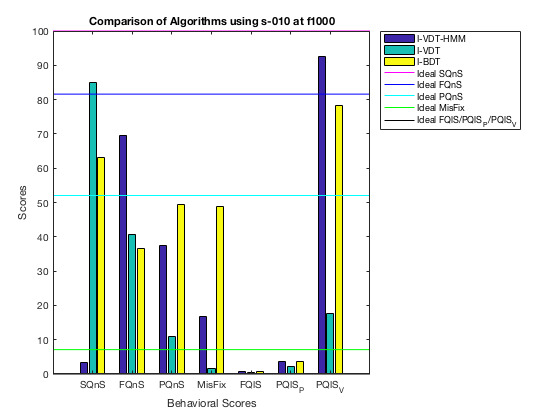 Comparison of Algorithms using s-010 at f1000
100
90
80
70
60
50
40
30
20
10
0
Scores
SQnS FQnS PQnS MisFix FQIS PQIS_P PQIS_V
Behavioral Scores
I-VDT-HMM
I-VDT
I-BDT
Ideal SQnS
Ideal FQnS
Ideal PQnS
Ideal MisFix
Ideal FQIS/PQIS_P/PQIS_V